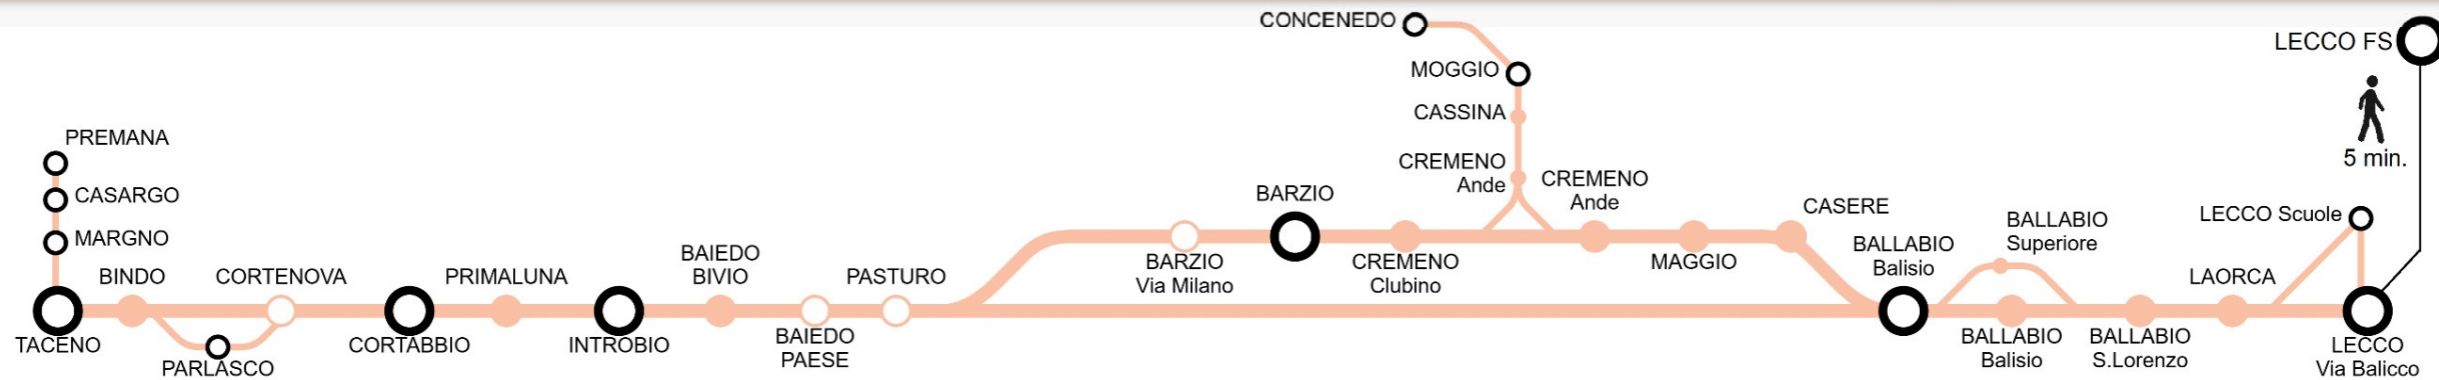 CONCENEDO
LECCO FS
MOGGIO
CASSINA
5 min.
PREMANA
CREMENO
Ande
CREMENO
Ande
BARZIO
CASARGO
CASERE
LECCO Scuole
BALLABIO
Superiore
MARGNO
BALLABIO
Balisio
BAIEDO
BIVIO
BARZIO
Via Milano
CREMENO
Clubino
MAGGIO
BINDO
CORTENOVA
PRIMALUNA
PASTURO
LAORCA
TACENO
PARLASCO
CORTABBIO
INTROBIO
BAIEDO
PAESE
BALLABIO
Balisio
BALLABIO
S.Lorenzo
LECCO
Via Balicco